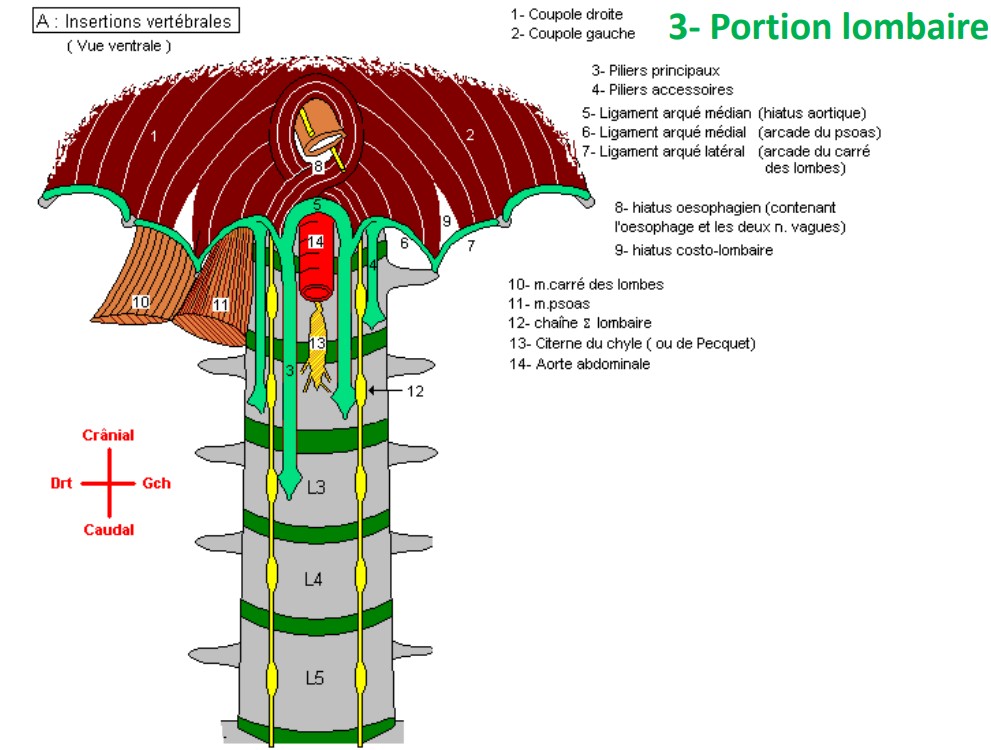 A : Insertions vertébrales
( Vue ventrale )
1- Coupole droite
2- Coupole gauche
3- Portion lombaire
3- Piliers principaux
4- Piliers accessoires
5- Ligament arqué médian (hiatus aortique)
6- Ligament arqué médial (arcade du psoas)
7- Ligament arqué latéral (arcade du carré
des lombes)
8- hiatus oesophagien (contenant
l'oesophage et les deux n. vagues)
9- hiatus costo-lombaire
10- m.carré des lombes
11- m.psoas
12- chaîne Σ lombaire
13- Citerne du chyle ( ou de Pecquet)
14- Aorte abdominale
1
2
8
5
9
14
6
7
4
10
11
13
3
12
Crânial
Drt
Gch
Caudal
L3
L4
L5